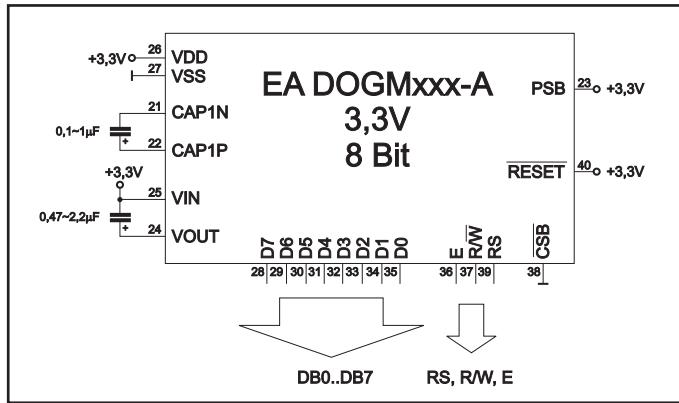 EA DOGMxxx-A
3,3V
8 Bit
+3,3V
26
VDD
27
VSS
21
CAP1N
0,1~1µF
+
22
CAP1P
+3,3V
25
VIN
0,47~2,2µF
+
24
VOUT
PSB
23
+3,3V
RESET
40
+3,3V
D7
D6
D5
D4
D3
D2
D1
D0
E
R/W
RS
CSB
28
29
30
31
32
33
34
35
36
37
39
38
DB0..DB7
RS, R/W, E